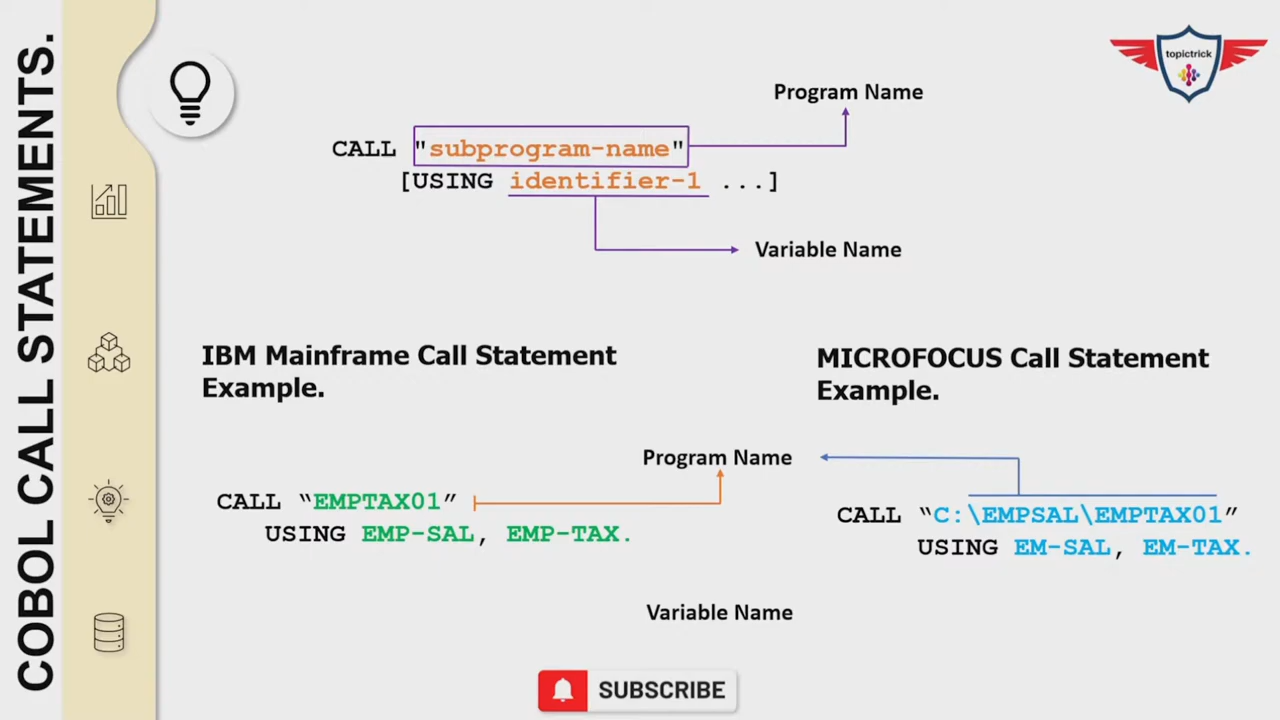 COBOL CALL STATEMENTS.
topictrick
Program Name
CALL "subprogram-name"
[USING identifier-1 ...]
Variable Name
IBM Mainframe Call Statement
Example.
MICROFOCUS Call Statement
Example.
Program Name
CALL “EMPTAX01”
USING EMP-SAL, EMP-TAX.
CALL “C:\EMPSAL\EMPTAX01”
USING EM-SAL, EM-TAX.
Variable Name
SUBSCRIBE